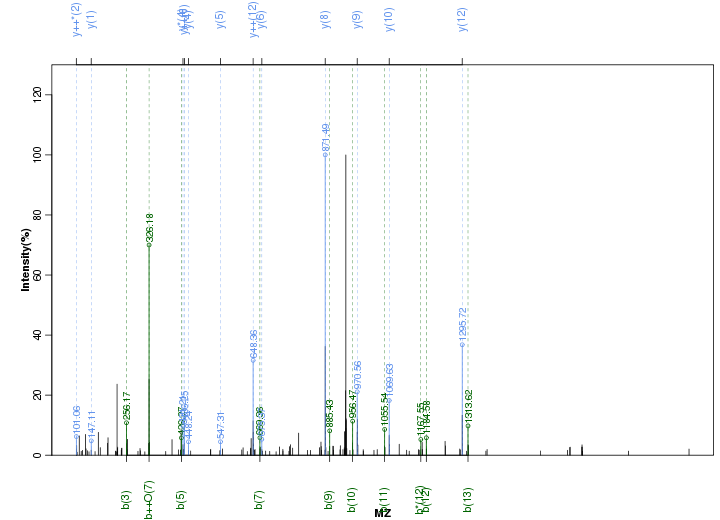 y++*(2)
y(1)
y(4)
y(5)
y++(12)
y(6)
y(8)
y(9)
y(10)
y(12)
Intensity(%)
0
20
40
60
80
100
120
101.06
147.11
256.17
326.18
448.24
547.31
648.36
871.49
885.43
956.47
970.56
1055.54
1069.63
1167.55
1184.58
1295.72
1313.62
b(3)
b++O(7)
b(5)
b(7)
b(9)
b(10)
b(11)
b*(12)
b(12)
b(13)
MZ